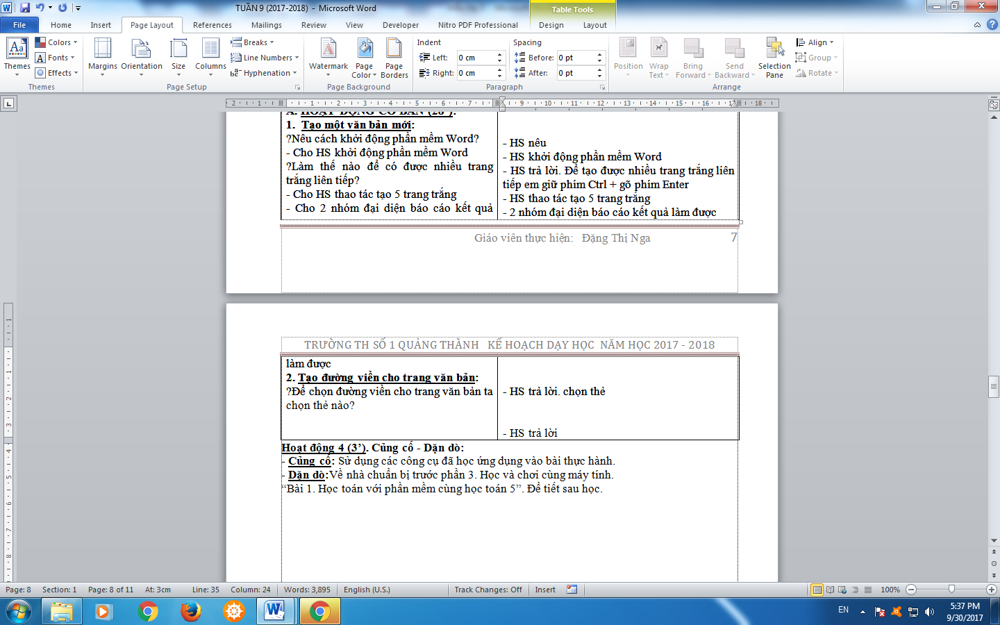 TUẦN 9 (2017-2018) - Microsoft Word
Table Tools
File Home Insert Page Layout References Mailings Review View Developer Nitro PDF Professional Design Layout
Themes
Colors
Fonts
Effects
Themes
Margins Orientation Size Columns
Breaks
Line Numbers
Hyphenation
Page Setup
Watermark Page Color Page Borders
Page Background
Indent
Left: 0 cm
Right: 0 cm
Spacing
Before: 0 pt
After: 0 pt
Paragraph
Position Wrap Text Bring Forward Send Backward Selection Pane
Align
Group
Rotate
Arrange
2 1 1 2 3 4 5 6 7 9 10 11 12 13 14 15 16 17 18
A. HOẠT ĐỘNG CƠ BẢN (28’):
1. Tạo một văn bản mới:
?Nêu cách khởi động phần mềm Word?
- Cho HS khởi động phần mềm Word
?Làm thế nào để có được nhiều trang
trắng liên tiếp?
- Cho HS thao tác tạo 5 trang trắng
- Cho 2 nhóm đại diện báo cáo kết quả
- HS nêu
- HS khởi động phần mềm Word
- HS trả lời. Để tạo được nhiều trang trắng liên
tiếp em giữ phím Ctrl + gõ phím Enter
- HS thao tác tạo 5 trang trắng
- 2 nhóm đại diện báo cáo kết quả làm được
Giáo viên thực hiện: Đặng Thị Nga 7
TRƯỜNG TH SỐ 1 QUẢNG THÀNH KẾ HOẠCH DẠY HỌC NĂM HỌC 2017 - 2018
làm được
2. Tạo đường viền cho trang văn bản:
?Để chọn đường viền cho trang văn bản ta
chọn thẻ nào?
- HS trả lời. chọn thẻ
- HS trả lời
Hoạt động 4 (3’). Củng cố - Dặn dò:
- Củng cố: Sử dụng các công cụ đã học ứng dụng vào bài thực hành.
- Dặn dò:Về nhà chuẩn bị trước phần 3. Học và chơi cùng máy tính.
“Bài 1. Học toán với phần mềm cùng học toán 5”. Để tiết sau học.
1
1
2
3
4
5
6
7
8
Page: 8 Section: 1 Page: 8 of 11 At: 3cm Line: 35 Column: 24 Words: 3,895 English (U.S.) Track Changes: Off Insert 100%
EN
5:37 PM
9/30/2017